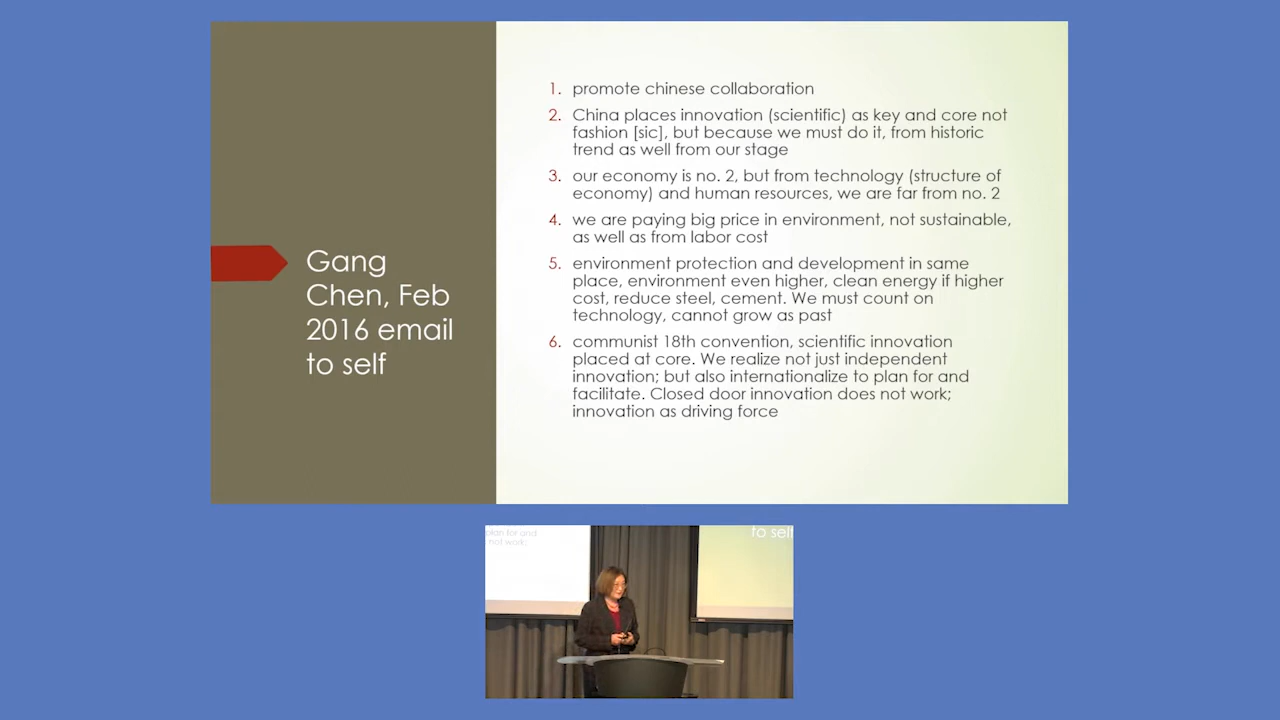 Gang
Chen, Feb
2016 email
to self
1. promote chinese collaboration
2. China places innovation (scientific) as key and core not
fashion [sic], but because we must do it, from historic
trend as well from our stage
3. our economy is no. 2, but from technology (structure of
economy) and human resources, we are far from no. 2
4. we are paying big price in environment, not sustainable,
as well as from labor cost
5. environment protection and development in same
place, environment even higher, clean energy if higher
cost, reduce steel, cement. We must count on
technology, cannot grow as past
6. communist 18th convention, scientific innovation
placed at core. We realize not just independent
innovation; but also internationalize to plan for and
facilitate. Closed door innovation does not work;
innovation as driving force
plan for and
not work;
to self